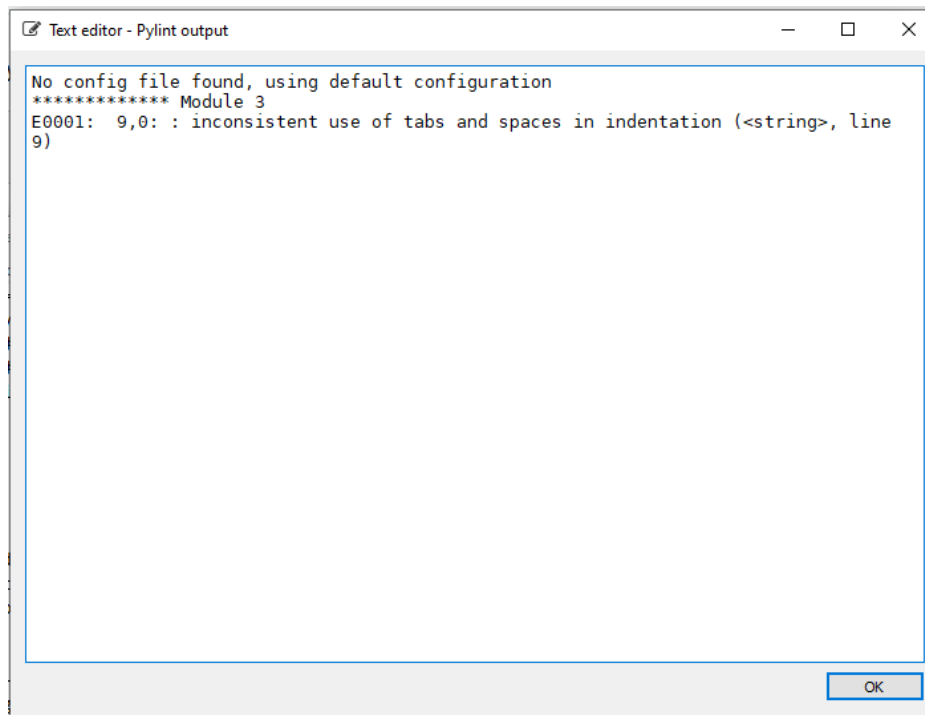 Text editor - Pylint output
No config file found, using default configuration
************* Module 3
E0001:  9,0: : inconsistent use of tabs and spaces in indentation (<string>, line
9)
OK